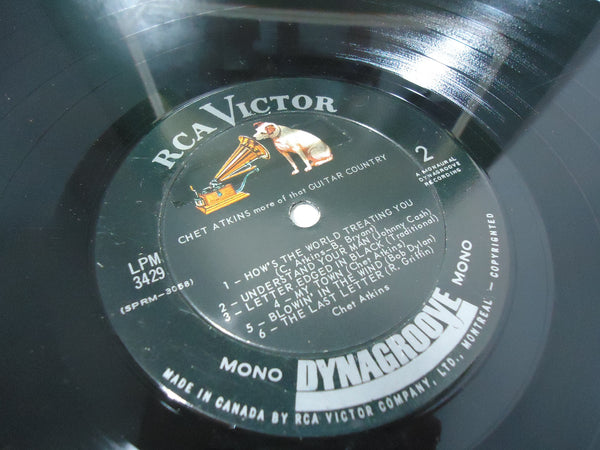 RCA VICTOR
2
A MONAURAL
DYNAGROOVE
RECORDING
CHET ATKINS more of that GUITAR COUNTRY
LPM
3429
(SPRM-3058)
1 - HOW'S THE WORLD TREATING YOU
(C. Atkins-B. Bryant)
2 - UNDERSTAND YOUR MAN (Johnny Cash)
3 - LETTER EDGED IN BLACK (Traditional)
4 - MY TOWN (Chet Atkins)
5 - BLOWIN' IN THE WIND (Bob Dylan)
6 - THE LAST LETTER (R. Griffin)
Chet Atkins
MONO DYNAGROOVE MONO
MADE IN CANADA BY RCA VICTOR COMPANY, LTD., MONTREAL - COPYRIGHTED